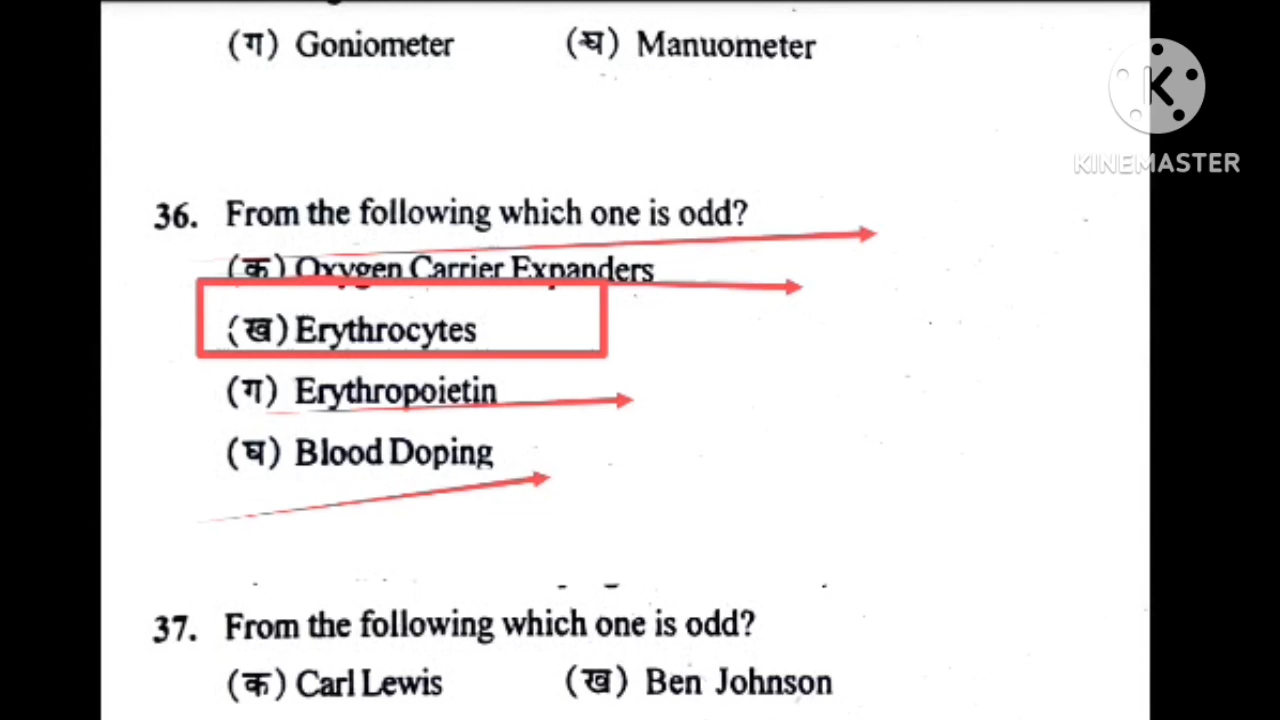 (ग) Goniometer (घ) Manuometer
KINEMASTER
36. From the following which one is odd?
(क) Oxygen Carrier Expanders
(ख) Erythrocytes
(ग) Erythropoietin
(घ) Blood Doping
37. From the following which one is odd?
(क) Carl Lewis (ख) Ben Johnson